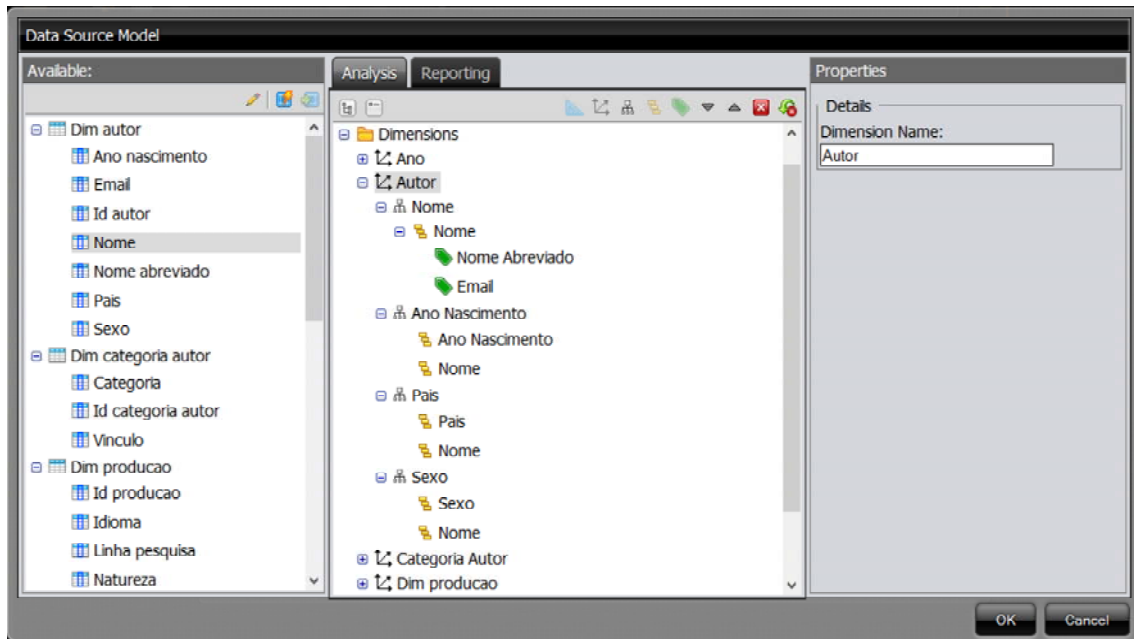 Data Source Model
Available:
Dim autor
Ano nascimento
Email
Id autor
Nome
Nome abreviado
Pais
Sexo
Dim categoria autor
Categoria
Id categoria autor
Vinculo
Dim producao
Id producao
Idioma
Linha pesquisa
Natureza
Analysis Reporting
Dimensions
Ano
Autor
Nome
Nome
Nome Abreviado
Email
Ano Nascimento
Ano Nascimento
Nome
Pais
Pais
Nome
Sexo
Sexo
Nome
Categoria Autor
Dim producao
Properties
Details
Dimension Name:
Autor
OK Cancel